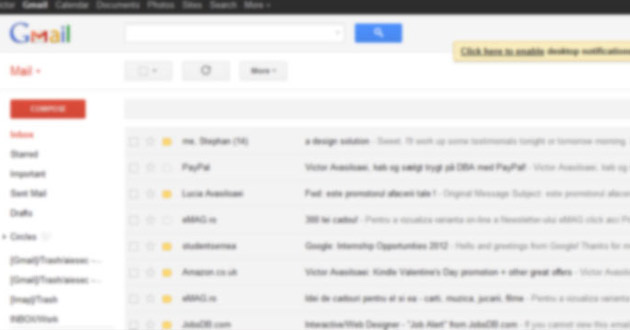 ctor Gmail Calendar Documents Photos Sites Search More
Gmail
Click here to enable desktop notifications
Mail
More
COMPOSE
Inbox
Starred
Important
Sent Mail
Drafts
Circles
[Gmail]/Trash/aiesec - ..
[Gmail]/Trash/aiesec - ..
[Imap]/Trash
INBOX/Work
me, Stephan (14) a design solution - Sweet. I'll work up some testimonials tonight or tomorrow morning.
PayPal Victor Avasiloaei, køb og sælgt trygt på DBA med PayPal! - Victor Avasiloaei, køb og
Lucia Avasiloaei Fwd: este promotorul afacerii tale ! - Original Message Subject: este promotorul
eMAG.ro 300 lei cadou! - Pentru a vizualiza varianta on-line a Newsletter-ului eMAG click aici
studentsensea Google: Internship Opportunities 2012 - Hello and greetings from Google! Thanks for
Amazon.co.uk Victor Avasiloaei: Kindle Valentine's Day promotion + other great offers - Victor Avasiloaei
eMAG.ro Idei de cadouri pentru el si ea - carti, muzica, jucarii, filme - Pentru a vizualiza
JobsDB.com Interactive/Web Designer - "Job Alert" from JobsDB.com - If you cannot view this email